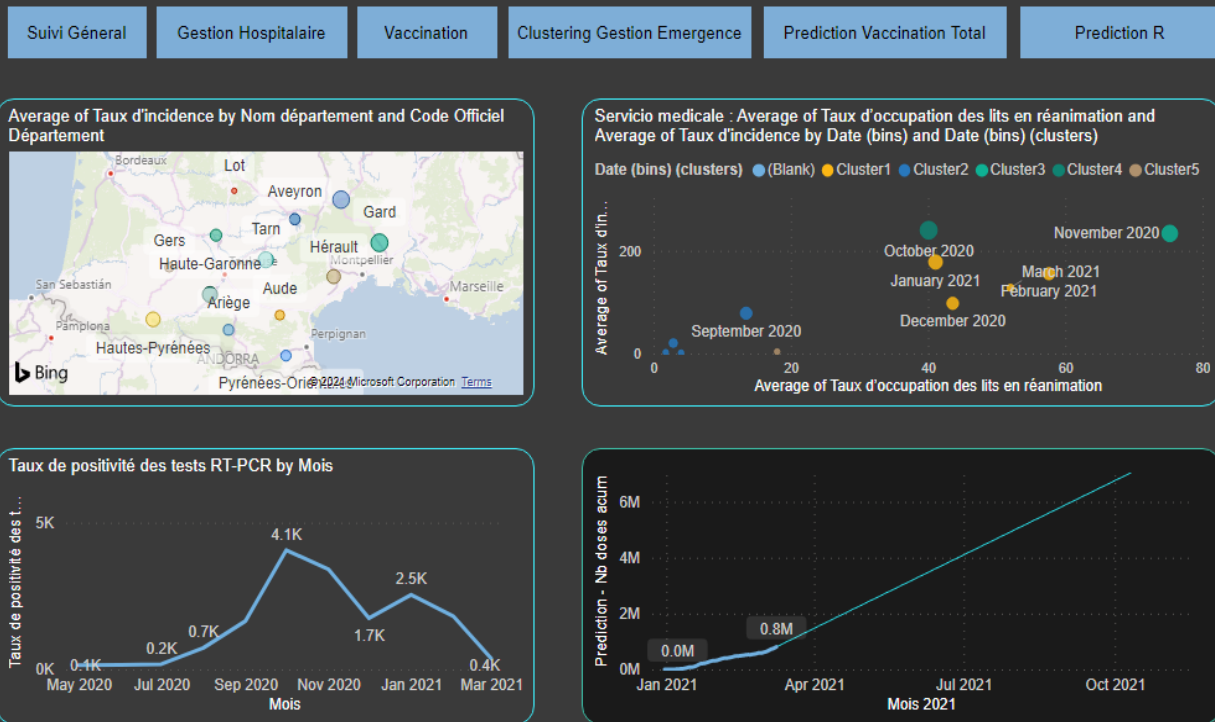 Suivi Géneral
Gestion Hospitalaire
Vaccination
Clustering Gestion Emergence
Prediction Vaccination Total
Prediction R
Average of Taux d'incidence by Nom département and Code Officiel
Département
Bordeaux
Lot
Aveyron
Gard
Tarn
Gers
Hérault
Haute-Garonne
Montpellier
San Sebastián
Aude
Marseille
Ariège
Pamplona
Perpignan
Hautes-Pyrénées
ANDORRA
Bing
© 2024 Microsoft Corporation Terms
Servicio medicale : Average of Taux d'occupation des lits en réanimation and
Average of Taux d'incidence by Date (bins) and Date (bins) (clusters)
Date (bins) (clusters) (Blank) Cluster1 Cluster2 Cluster3 Cluster4 Cluster5
Average of Taux d'in...
200
0
October 2020
November 2020
January 2021
March 2021
February 2021
December 2020
September 2020
0 20 40 60 80
Average of Taux d'occupation des lits en réanimation
Taux de positivité des tests RT-PCR by Mois
Taux de positivité des t...
5K
0K
0.1K
0.2K
0.7K
4.1K
1.7K
2.5K
0.4K
May 2020 Jul 2020 Sep 2020 Nov 2020 Jan 2021 Mar 2021
Mois
Prediction - Nb doses acum
6M
4M
2M
0M
0.0M
0.8M
Jan 2021 Apr 2021 Jul 2021 Oct 2021
Mois 2021